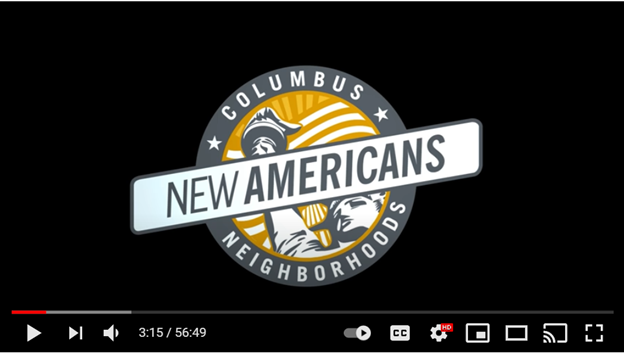 COLUMBUS
NEW AMERICANS
NEIGHBORHOODS
3:15 / 56:49
CC
HD